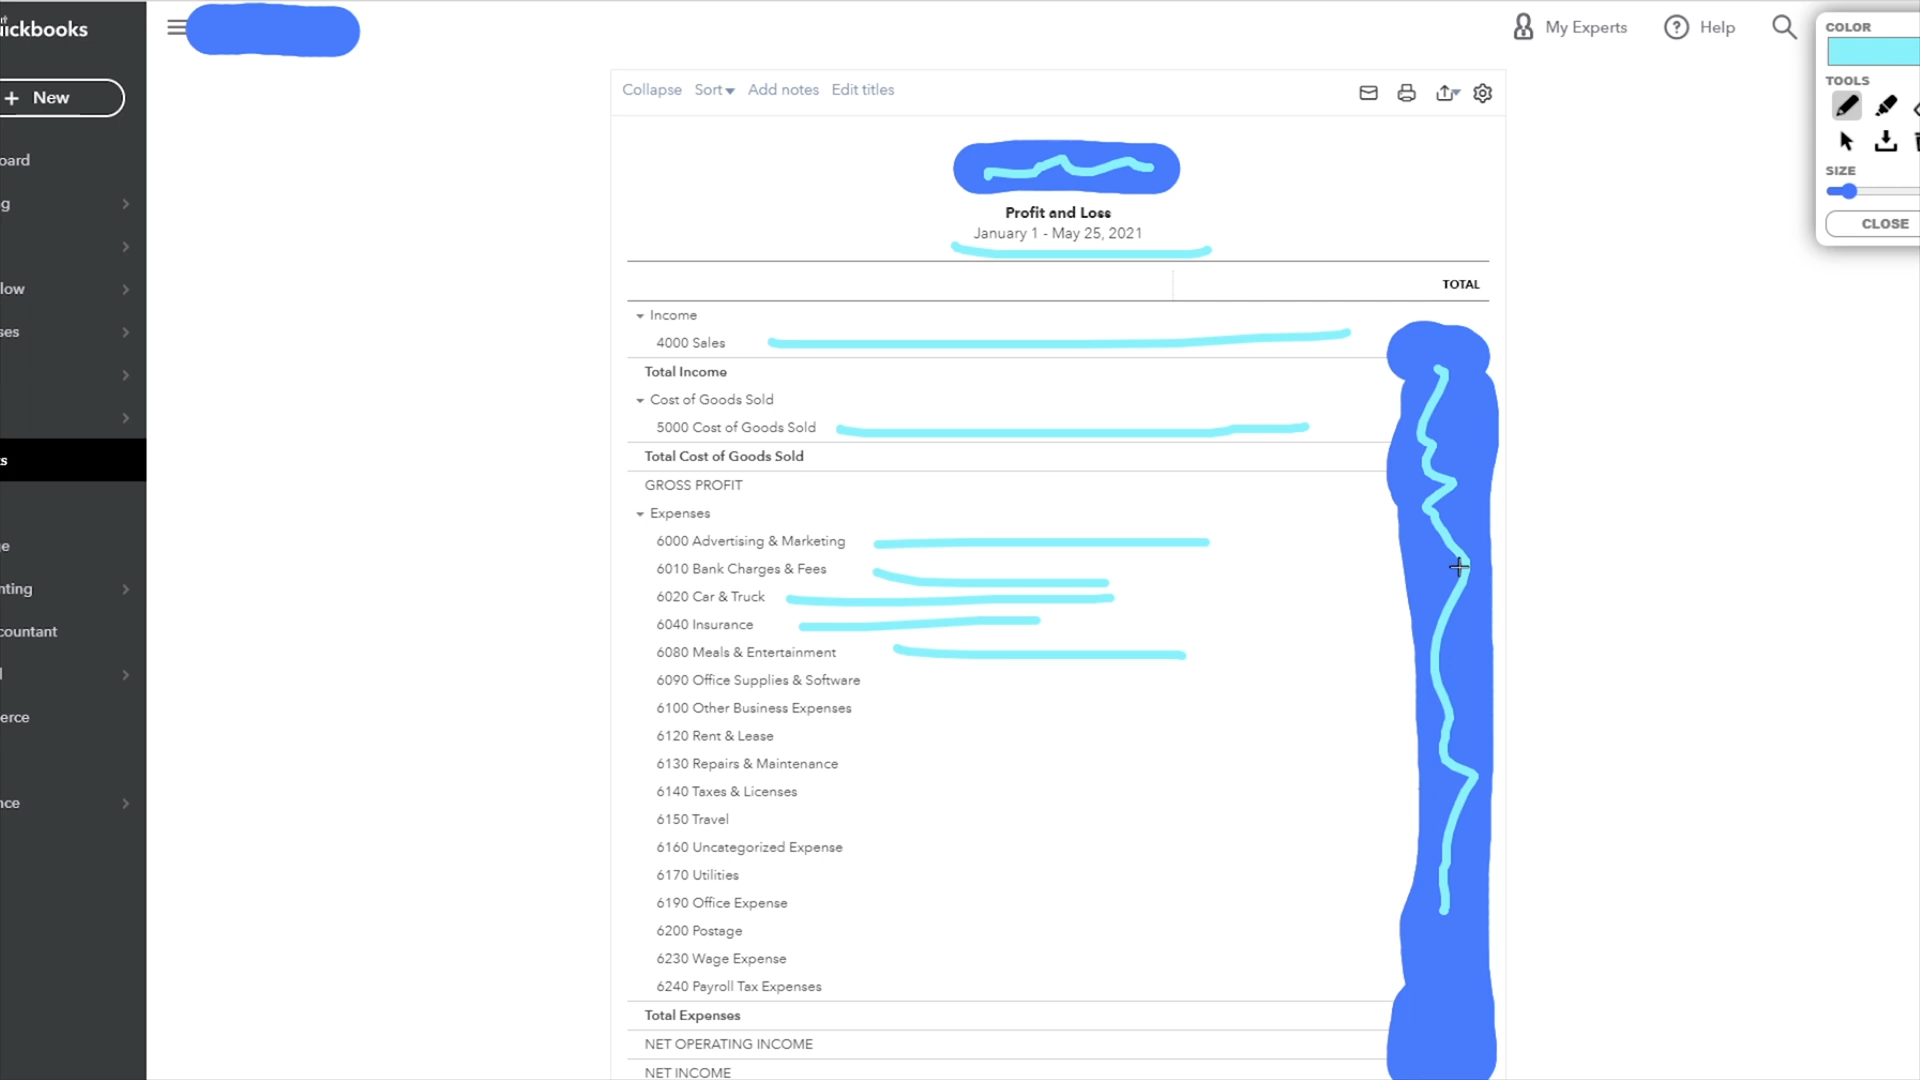 ickbooks
+ New
oard
g
low
ses
s
e
nting
countant
l
erce
nce
My Experts
Help
COLOR
TOOLS
SIZE
CLOSE
Collapse Sort Add notes Edit titles
Profit and Loss
January 1 - May 25, 2021
TOTAL
Income
4000 Sales
Total Income
Cost of Goods Sold
5000 Cost of Goods Sold
Total Cost of Goods Sold
GROSS PROFIT
Expenses
6000 Advertising & Marketing
6010 Bank Charges & Fees
6020 Car & Truck
6040 Insurance
6080 Meals & Entertainment
6090 Office Supplies & Software
6100 Other Business Expenses
6120 Rent & Lease
6130 Repairs & Maintenance
6140 Taxes & Licenses
6150 Travel
6160 Uncategorized Expense
6170 Utilities
6190 Office Expense
6200 Postage
6230 Wage Expense
6240 Payroll Tax Expenses
Total Expenses
NET OPERATING INCOME
NET INCOME